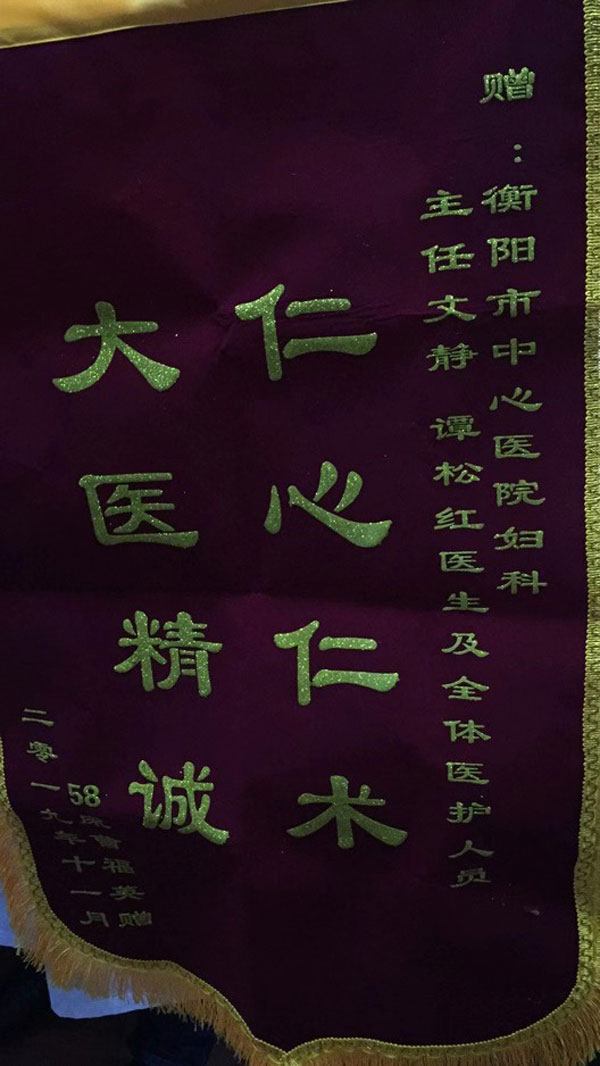 赠：衡阳市中心医院妇科
主任文静 谭松红医生及全体医护人员
仁心仁术
大医精诚
58床曾福英赠
二零一九年十一月